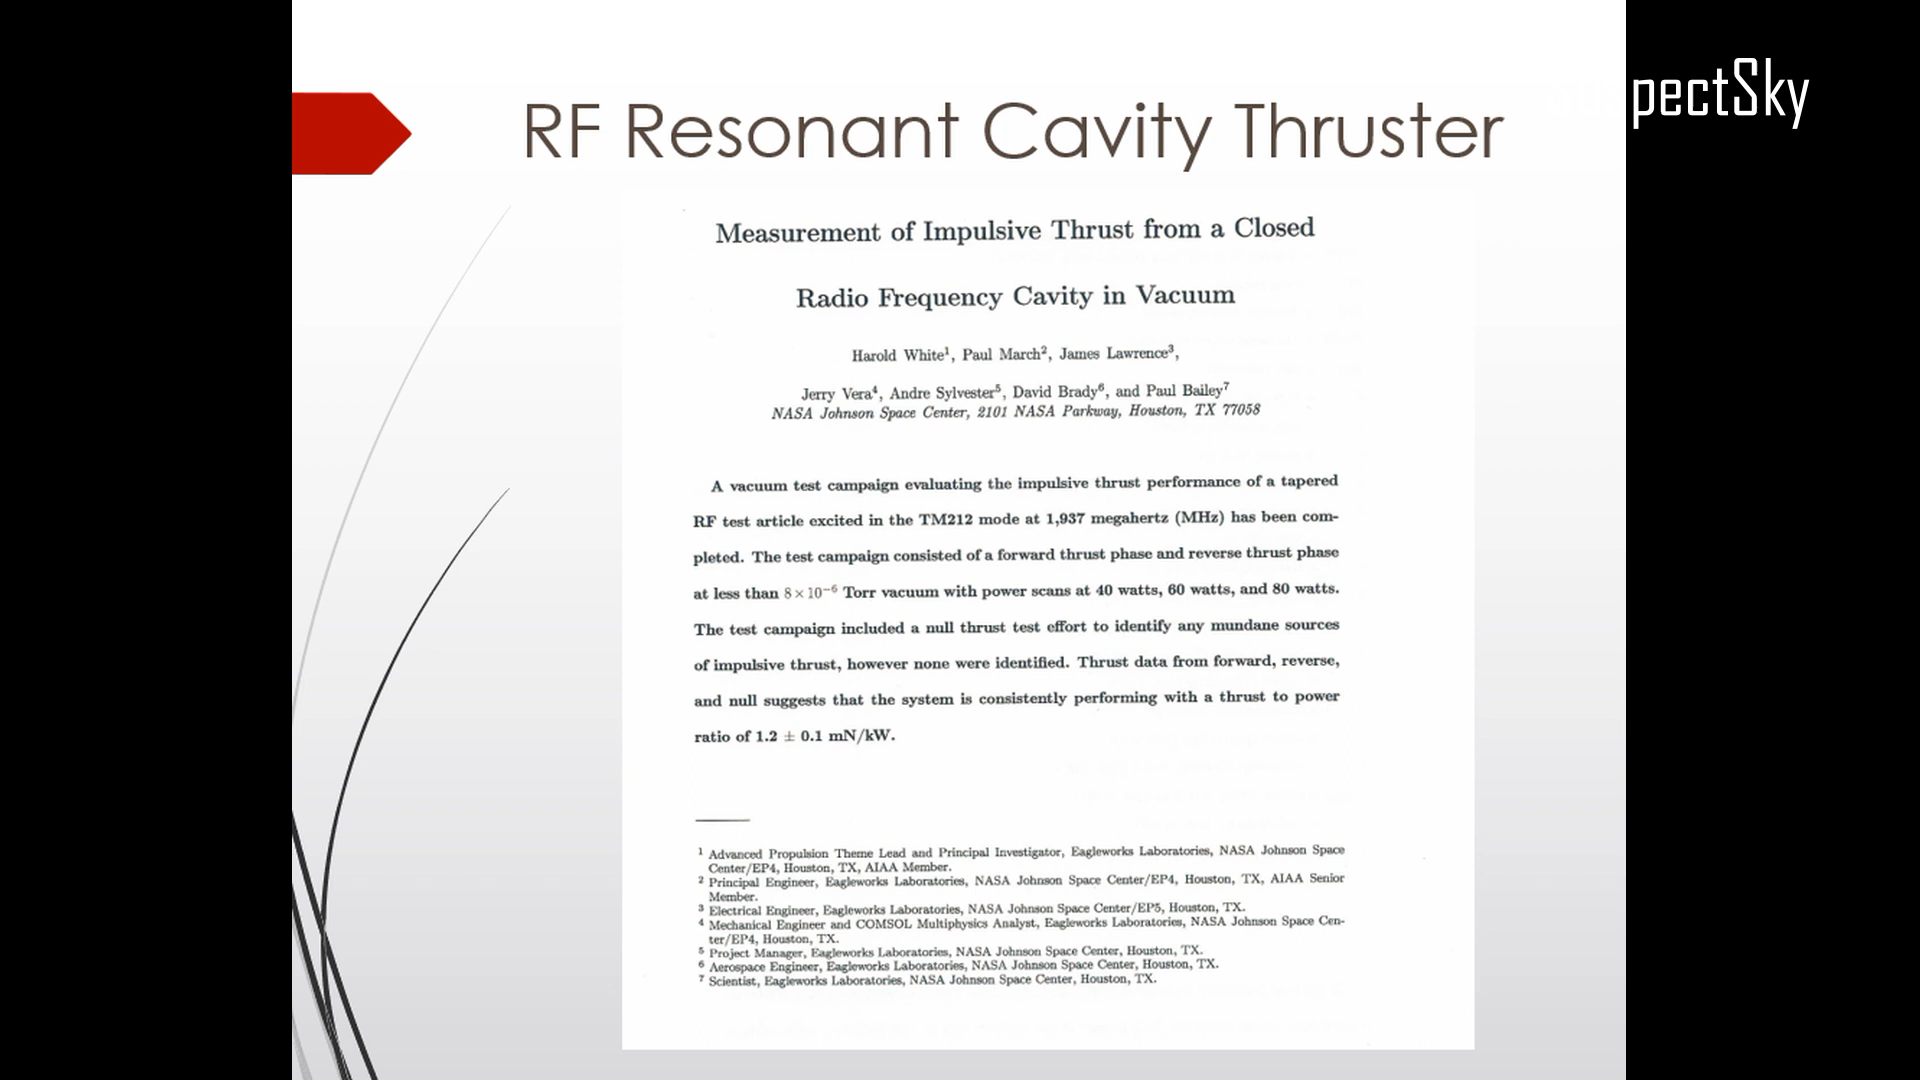 RF Resonant Cavity Thruster
pectSky
Measurement of Impulsive Thrust from a Closed
Radio Frequency Cavity in Vacuum
Harold White¹, Paul March², James Lawrence³,
Jerry Vera⁴, Andre Sylvester⁵, David Brady⁶, and Paul Bailey⁷
NASA Johnson Space Center, 2101 NASA Parkway, Houston, TX 77058
A vacuum test campaign evaluating the impulsive thrust performance of a tapered
RF test article excited in the TM212 mode at 1,937 megahertz (MHz) has been com-
pleted. The test campaign consisted of a forward thrust phase and reverse thrust phase
at less than 8×10⁻⁶ Torr vacuum with power scans at 40 watts, 60 watts, and 80 watts.
The test campaign included a null thrust test effort to identify any mundane sources
of impulsive thrust, however none were identified. Thrust data from forward, reverse,
and null suggests that the system is consistently performing with a thrust to power
ratio of 1.2 ± 0.1 mN/kW.
¹ Advanced Propulsion Theme Lead and Principal Investigator, Eagleworks Laboratories, NASA Johnson Space
Center/EP4, Houston, TX, AIAA Member.
² Principal Engineer, Eagleworks Laboratories, NASA Johnson Space Center/EP4, Houston, TX, AIAA Senior
Member.
³ Electrical Engineer, Eagleworks Laboratories, NASA Johnson Space Center/EP5, Houston, TX.
⁴ Mechanical Engineer and COMSOL Multiphysics Analyst, Eagleworks Laboratories, NASA Johnson Space Cen-
ter/EP4, Houston, TX.
⁵ Project Manager, Eagleworks Laboratories, NASA Johnson Space Center, Houston, TX.
⁶ Aerospace Engineer, Eagleworks Laboratories, NASA Johnson Space Center, Houston, TX.
⁷ Scientist, Eagleworks Laboratories, NASA Johnson Space Center, Houston, TX.